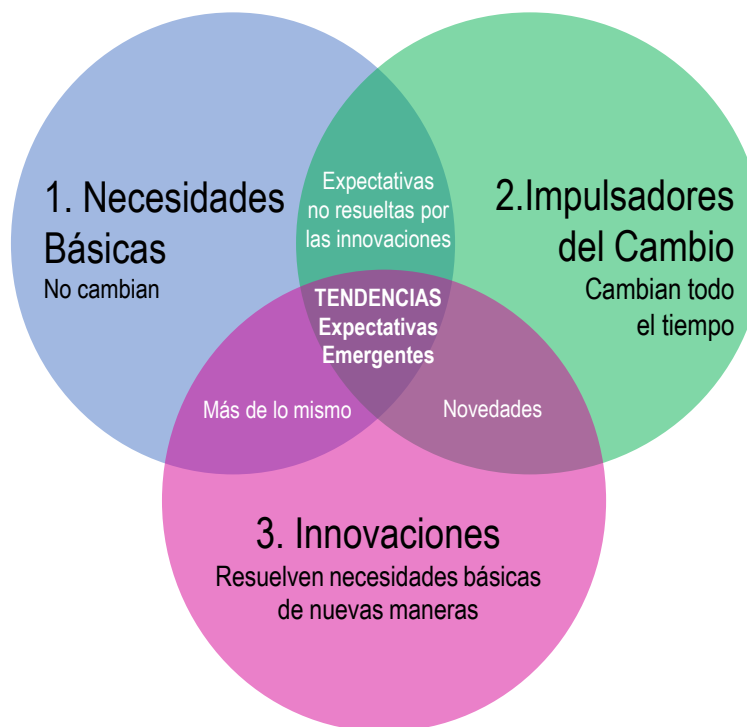 1. Necesidades
Básicas
No cambian
Expectativas
no resueltas por
las innovaciones
2.Impulsadores
del Cambio
Cambian todo
el tiempo
TENDENCIAS
Expectativas
Emergentes
Más de lo mismo
Novedades
3. Innovaciones
Resuelven necesidades básicas
de nuevas maneras